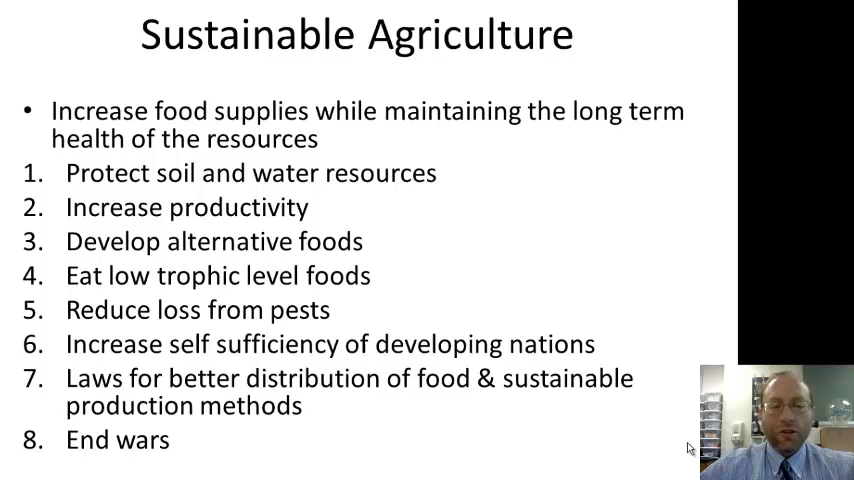 Sustainable Agriculture
• Increase food supplies while maintaining the long term
health of the resources
1. Protect soil and water resources
2. Increase productivity
3. Develop alternative foods
4. Eat low trophic level foods
5. Reduce loss from pests
6. Increase self sufficiency of developing nations
7. Laws for better distribution of food & sustainable
production methods
8. End wars